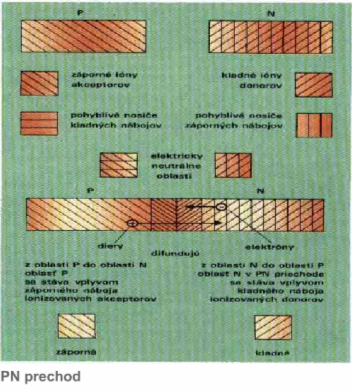 P N
záporné ióny
akceptorov
kladné ióny
donorov
pohyblivé nosiče
kladných nábojov
pohyblivé nosiče
záporných nábojov
elektricky
neutrálne
oblasti
P N
diery
difundujú
elektróny
z oblasti P do oblasti N
oblasť P
sa stáva vplyvom
záporného náboja
ionizovaných akceptorov
z oblasti N do oblasti P
oblasť N v PN priechode
sa stáva vplyvom
kladného náboja
ionizovaných donorov
záporná
kladná
PN prechod